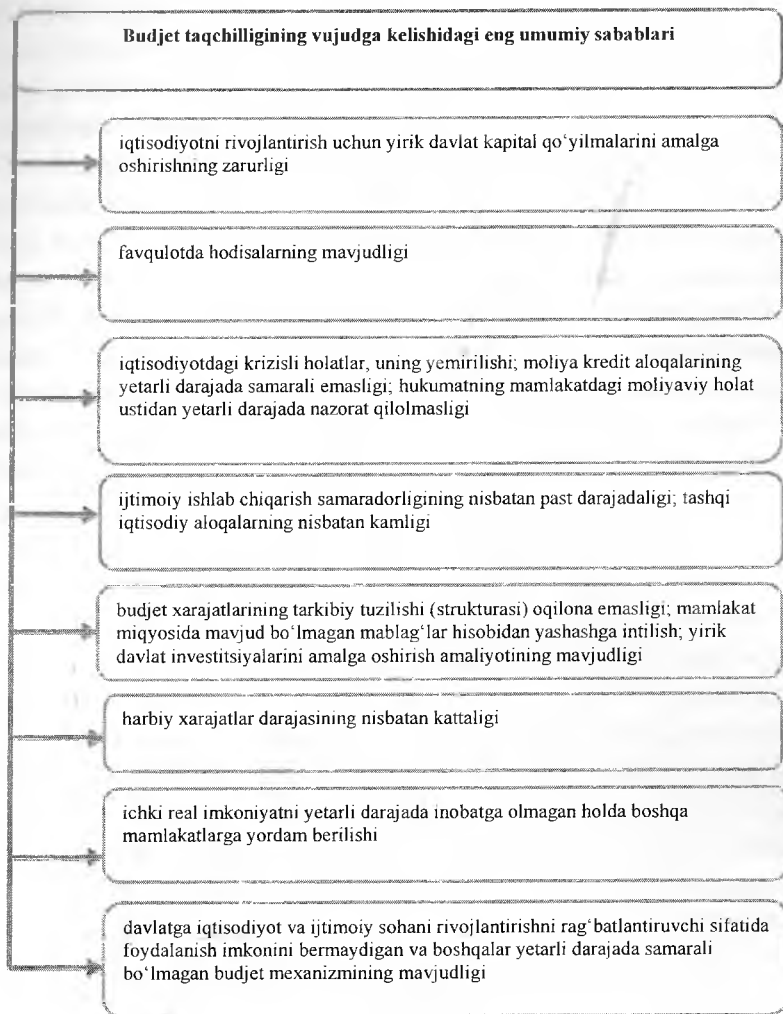 Budjet taqchilligining vujudga kelishidagi eng umumiy sabablari
iqtisodiyotni rivojlantirish uchun yirik davlat kapital qo‘yilmalarini amalga
oshirishning zarurligi
favqulotda hodisalarning mavjudligi
iqtisodiyotdagi krizisli holatlar, uning yemirilishi; moliya kredit aloqalarining
yetarli darajada samarali emasligi; hukumatning mamlakatdagi moliyaviy holat
ustidan yetarli darajada nazorat qilolmasligi
ijtimoiy ishlab chiqarish samaradorligining nisbatan past darajadaligi; tashqi
iqtisodiy aloqalarning nisbatan kamligi
budjet xarajatlarining tarkibiy tuzilishi (strukturasi) oqilona emasligi; mamlakat
miqyosida mavjud bo‘lmagan mablag‘lar hisobidan yashashga intilish; yirik
davlat investitsiyalarini amalga oshirish amaliyotining mavjudligi
harbiy xarajatlar darajasining nisbatan kattaligi
ichki real imkoniyatni yetarli darajada inobatga olmagan holda boshqa
mamlakatlarga yordam berilishi
davlatga iqtisodiyot va ijtimoiy sohani rivojlantirishni rag‘batlantiruvchi sifatida
foydalanish imkonini bermaydigan va boshqalar yetarli darajada samarali
bo‘lmagan budjet mexanizmining mavjudligi